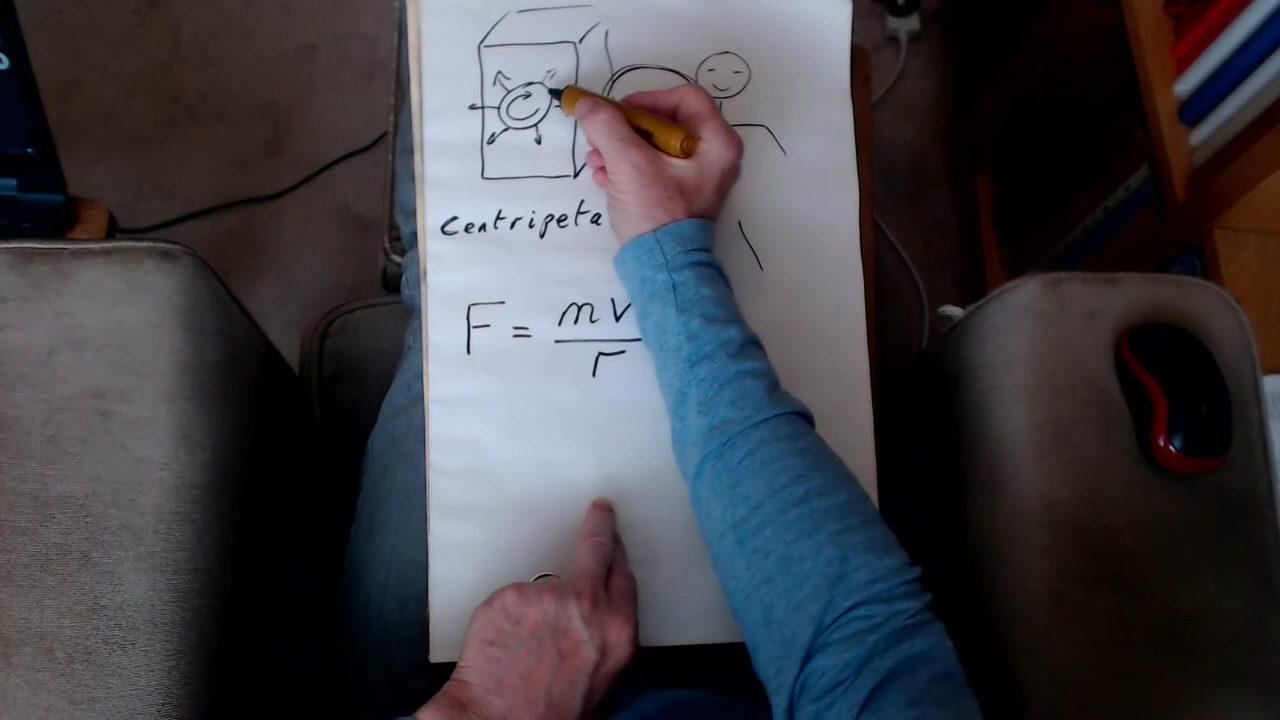 Centripeta
F = mv
r